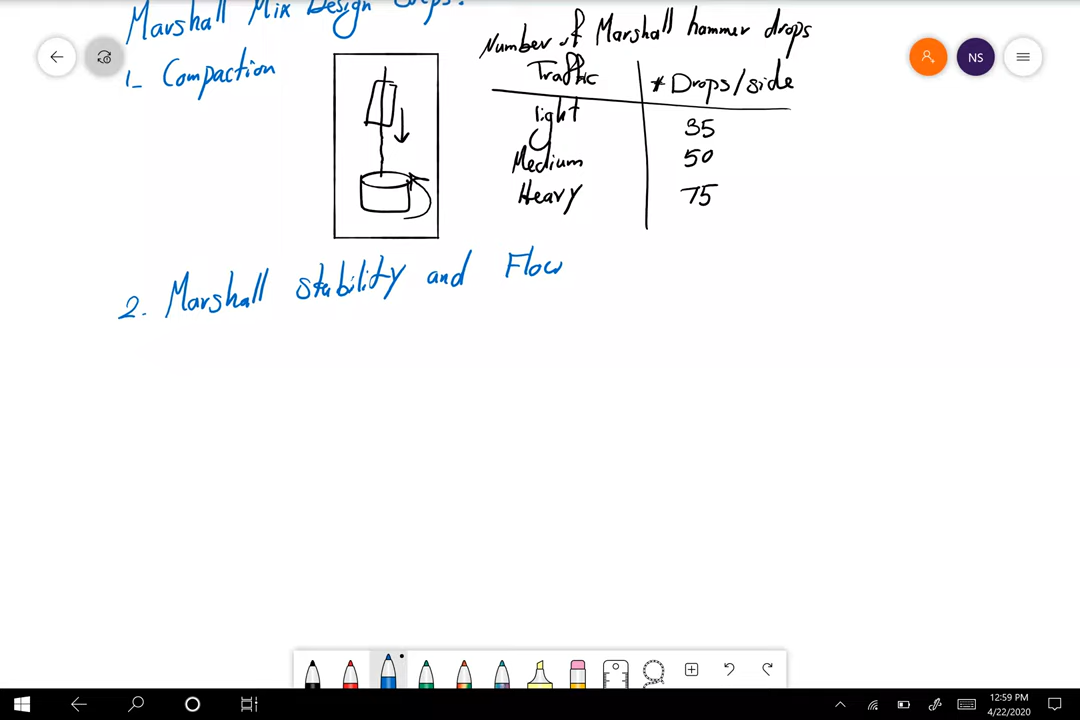 Marshall Mix Design Steps:
1- Compaction
Number of Marshall hammer drops
Traffic # Drops/side
light 35
Medium 50
Heavy 75
2. Marshall stability and Flow
NS
12:59 PM
4/22/2020